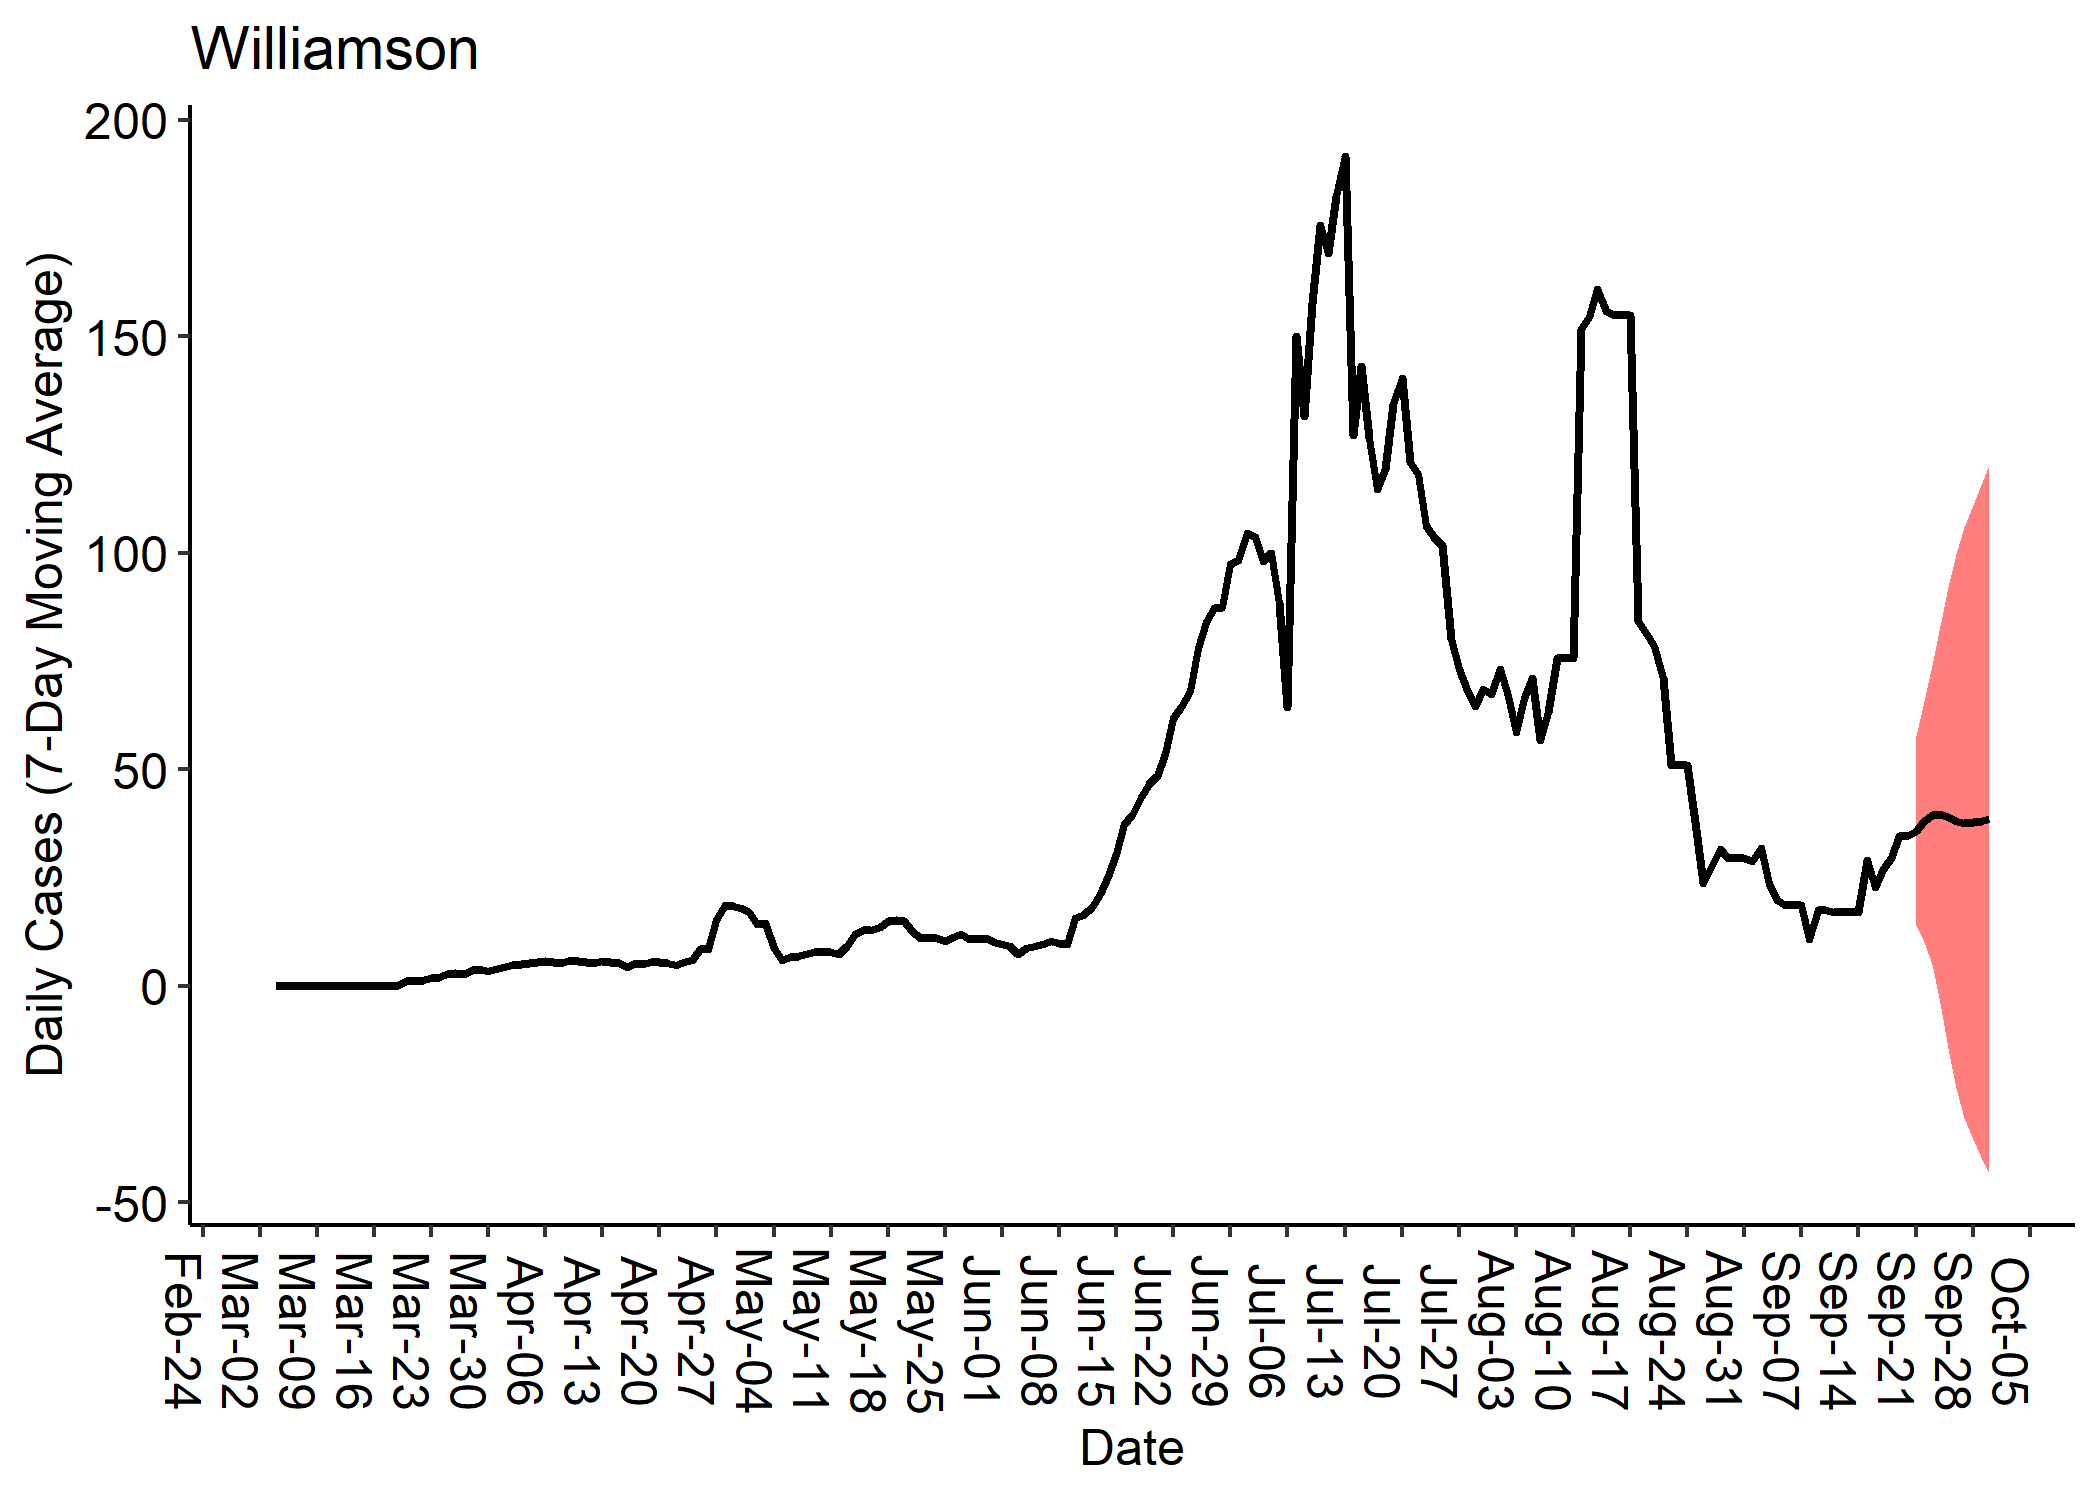 Williamson
Daily Cases (7-Day Moving Average)
200
150
100
50
0
-50
Feb-24
Mar-02
Mar-09
Mar-16
Mar-23
Mar-30
Apr-06
Apr-13
Apr-20
Apr-27
May-04
May-11
May-18
May-25
Jun-01
Jun-08
Jun-15
Jun-22
Jun-29
Jul-06
Jul-13
Jul-20
Jul-27
Aug-03
Aug-10
Aug-17
Aug-24
Aug-31
Sep-07
Sep-14
Sep-21
Sep-28
Oct-05
Date